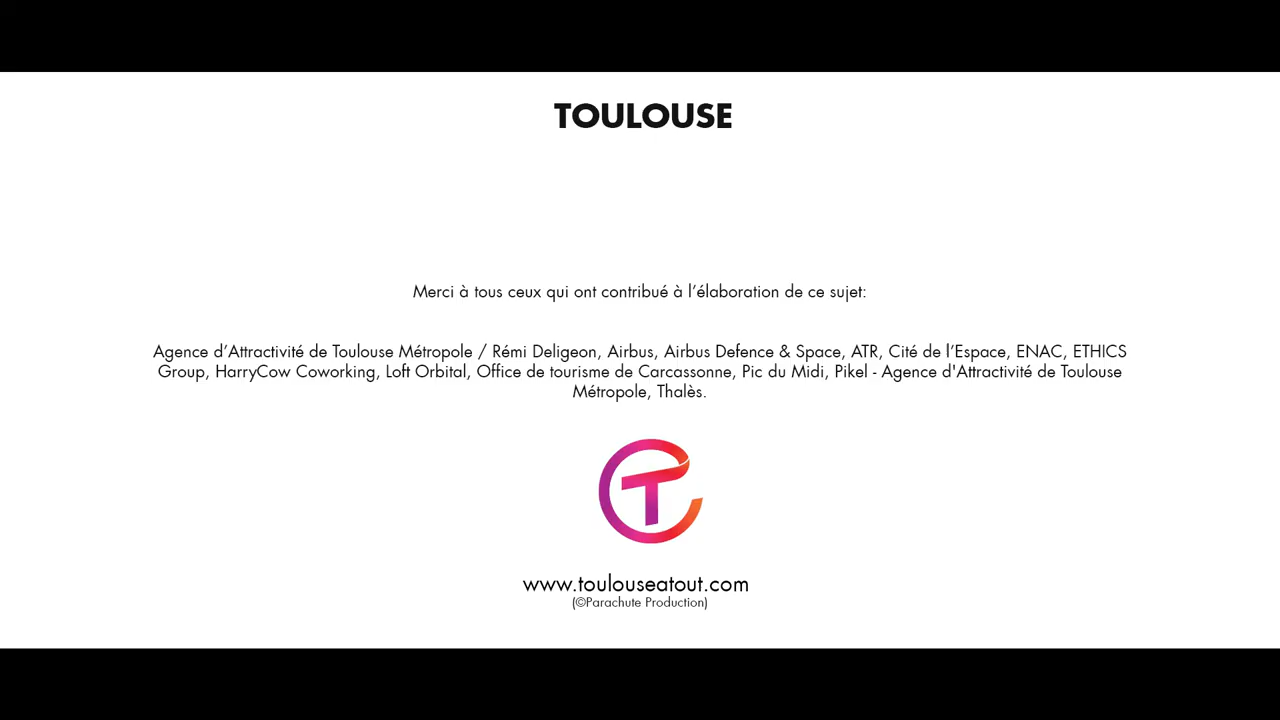 TOULOUSE
Merci à tous ceux qui ont contribué à l’élaboration de ce sujet:
Agence d’Attractivité de Toulouse Métropole / Rémi Deligeon, Airbus, Airbus Defence & Space, ATR, Cité de l’Espace, ENAC, ETHICS
Group, HarryCow Coworking, Loft Orbital, Office de tourisme de Carcassonne, Pic du Midi, Pikel - Agence d'Attractivité de Toulouse
Métropole, Thalès.
T
www.toulouseatout.com
(©Parachute Production)